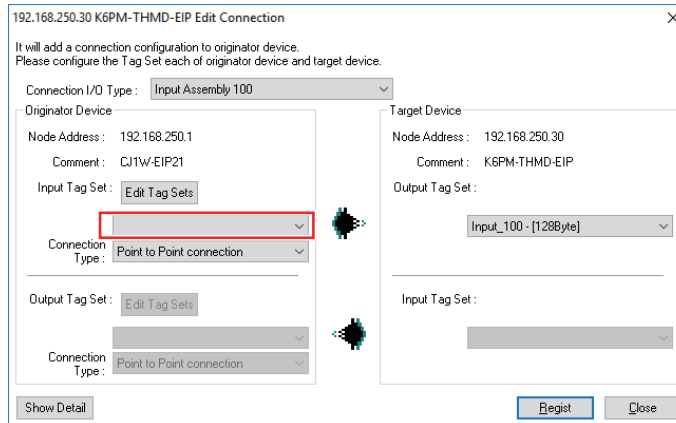 192.168.250.30 K6PM-THMD-EIP Edit Connection
It will add a connection configuration to originator device.
Please configure the Tag Set each of originator device and target device.
Connection I/O Type : Input Assembly 100
Originator Device
Node Address : 192.168.250.1
Comment : CJ1W-EIP21
Input Tag Set : Edit Tag Sets
Connection Type : Point to Point connection
Output Tag Set : Edit Tag Sets
Connection Type : Point to Point connection
Target Device
Node Address : 192.168.250.30
Comment : K6PM-THMD-EIP
Output Tag Set :
Input_100 - [128Byte]
Input Tag Set :
Show Detail
Regist
Close